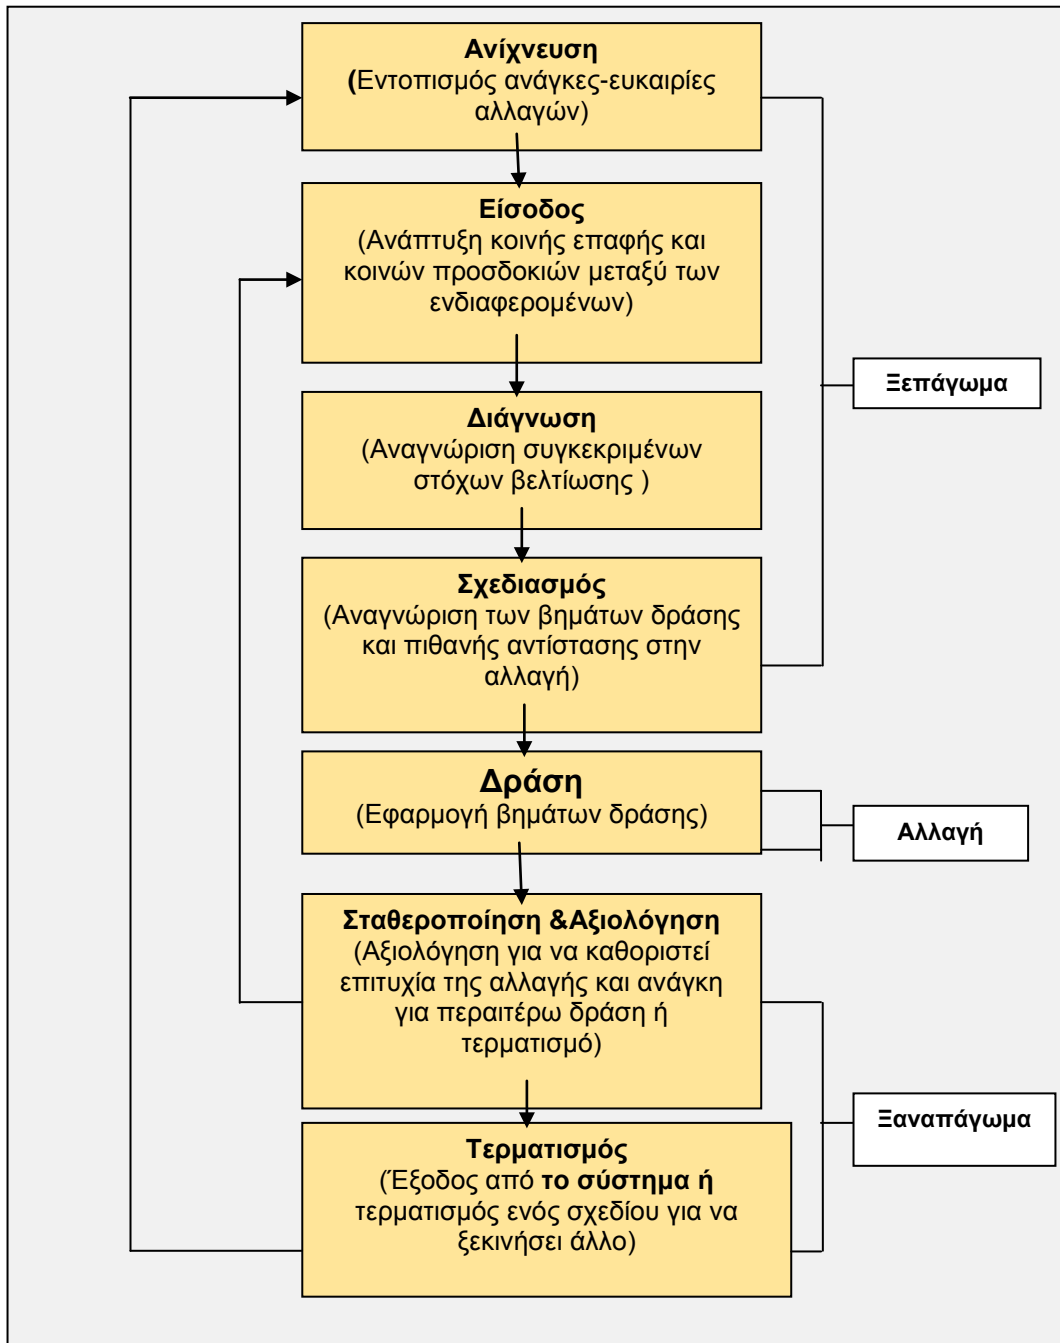 Ανίχνευση
(Εντοπισμός ανάγκες-ευκαιρίες
αλλαγών)
Είσοδος
(Ανάπτυξη κοινής επαφής και
κοινών προσδοκιών μεταξύ των
ενδιαφερομένων)
Ξεπάγωμα
Διάγνωση
(Αναγνώριση συγκεκριμένων
στόχων βελτίωσης )
Σχεδιασμός
(Αναγνώριση των βημάτων δράσης
και πιθανής αντίστασης στην
αλλαγή)
Δράση
(Εφαρμογή βημάτων δράσης)
Αλλαγή
Σταθεροποίηση &Αξιολόγηση
(Αξιολόγηση για να καθοριστεί
επιτυχία της αλλαγής και ανάγκη
για περαιτέρω δράση ή
τερματισμό)
Ξαναπάγωμα
Τερματισμός
(Έξοδος από το σύστημα ή
τερματισμός ενός σχεδίου για να
ξεκινήσει άλλο)